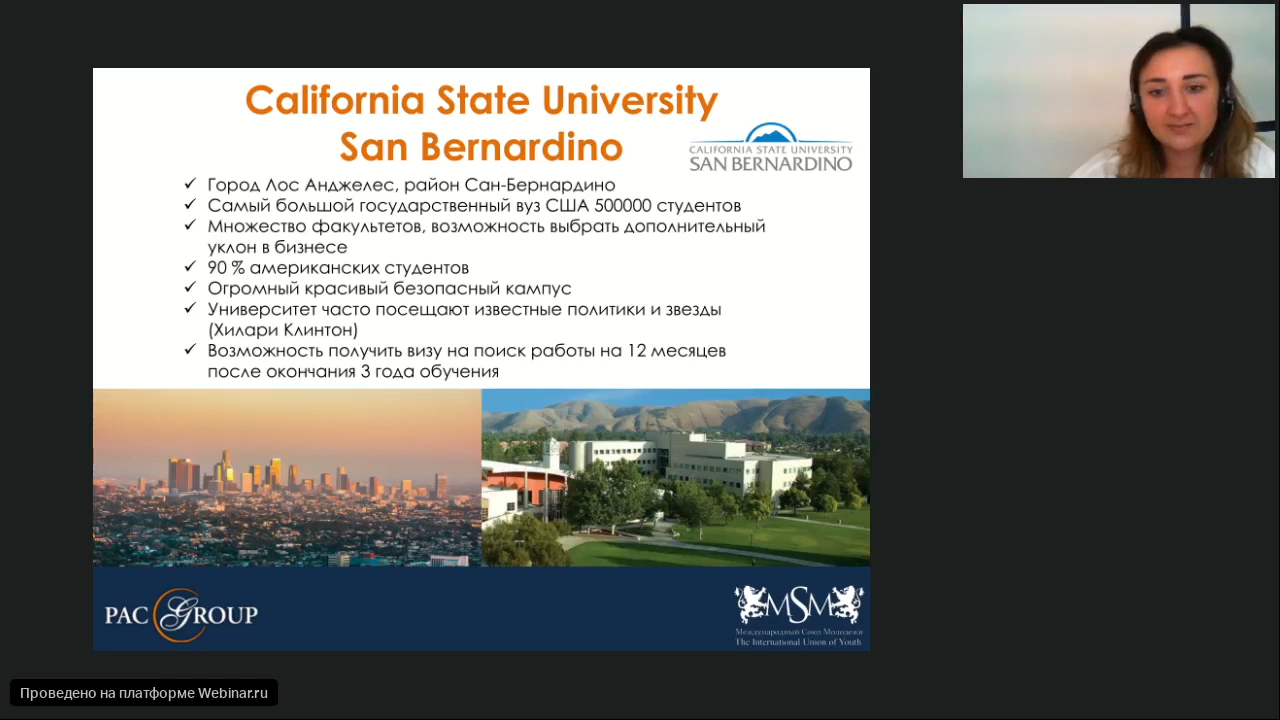 California State University
San Bernardino
CALIFORNIA STATE UNIVERSITY
SAN BERNARDINO
✓ Город Лос Анджелес, район Сан-Бернардино
✓ Самый большой государственный вуз США 500000 студентов
✓ Множество факультетов, возможность выбрать дополнительный
уклон в бизнесе
✓ 90 % американских студентов
✓ Огромный красивый безопасный кампус
✓ Университет часто посещают известные политики и звезды
(Хилари Клинтон)
✓ Возможность получить визу на поиск работы на 12 месяцев
после окончания 3 года обучения
PAC GROUP
MSM
Международный Союз Молодежи
The International Union of Youth
Проведено на платформе Webinar.ru